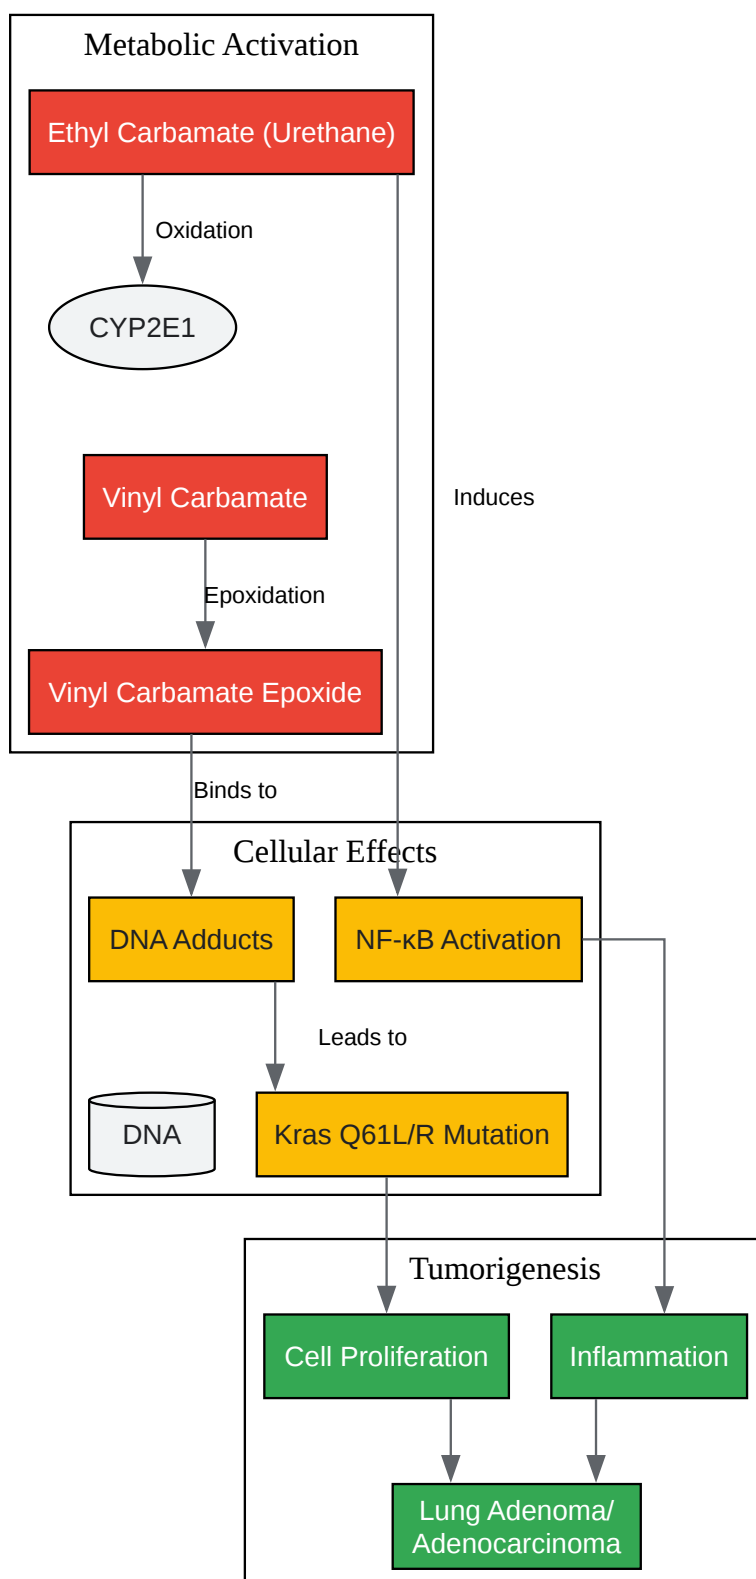 Metabolic Activation
Ethyl Carbamate (Urethane)
Oxidation
CYP2E1
Vinyl Carbamate
Induces
Epoxidation
Vinyl Carbamate Epoxide
Binds to
Cellular Effects
DNA Adducts
NF-κB Activation
Leads to
DNA
Kras Q61L/R Mutation
Tumorigenesis
Cell Proliferation
Inflammation
Lung Adenoma/
Adenocarcinoma